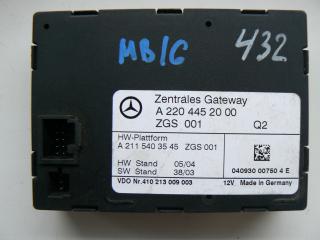 MB/C 432
Zentrales Gateway
A 220 445 20 00
ZGS 001 Q2
HW-Plattform
A 211 540 35 45 ZGS 001
HW Stand 05/04
SW Stand 38/03
040930 00750 4 E
VDO Nr. 410 213 009 003 12V Made in Germany